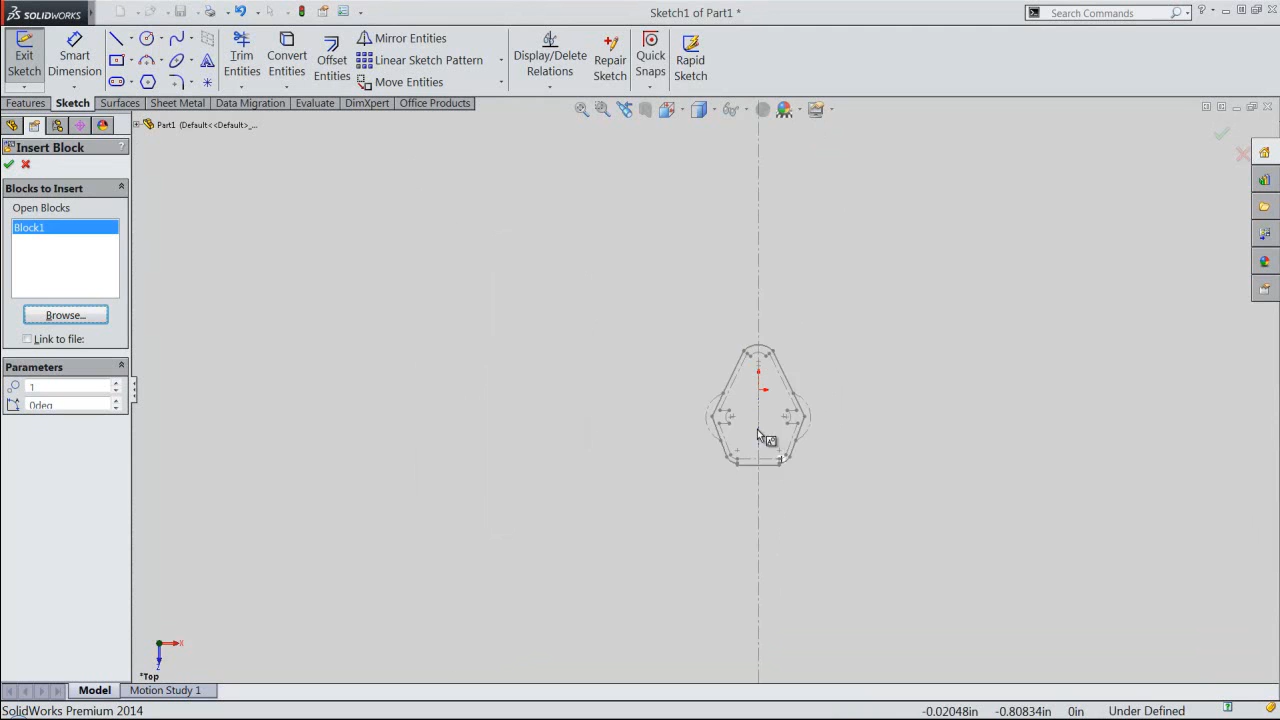 SOLIDWORKS
Sketch1 of Part1 *
Search Commands
Exit Sketch
Smart Dimension
Trim Entities
Convert Entities
Offset Entities
Mirror Entities
Linear Sketch Pattern
Move Entities
Display/Delete Relations
Repair Sketch
Quick Snaps
Rapid Sketch
Features
Sketch
Surfaces
Sheet Metal
Data Migration
Evaluate
DimXpert
Office Products
Insert Block
?
Part1 (Default<<Default>_...
Blocks to Insert
Open Blocks
Block1
Browse...
Link to file:
Parameters
1
0deg
X
Z
*Top
Model
Motion Study 1
SolidWorks Premium 2014
-0.02048in
-0.80834in
0in
Under Defined